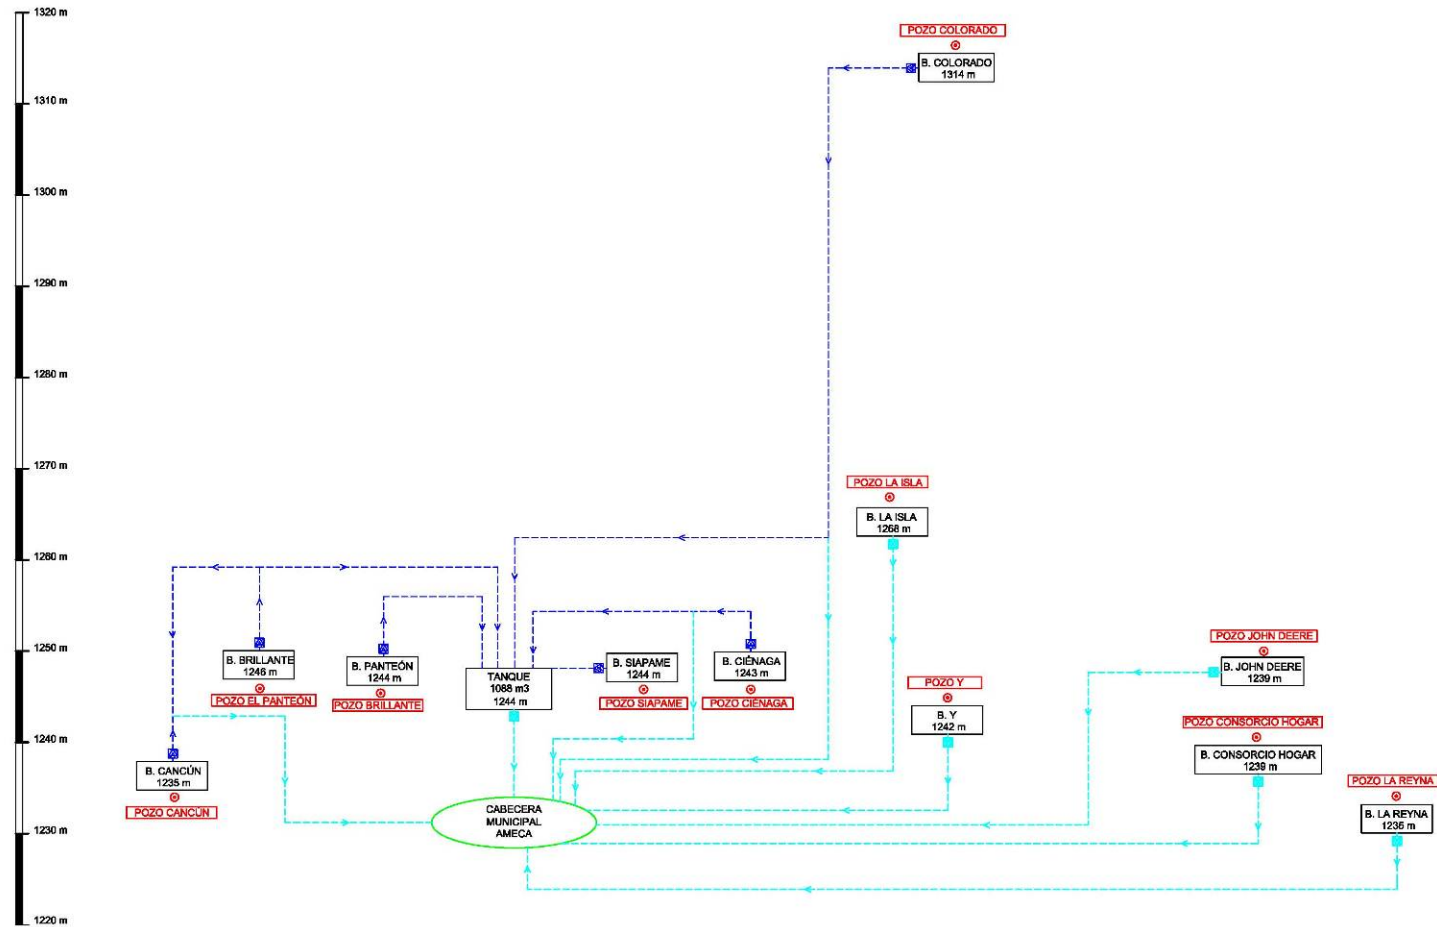 1320 m
1310 m
1300 m
1290 m
1280 m
1270 m
1260 m
1250 m
1240 m
1230 m
1220 m
POZO COLORADO
B. COLORADO
1314 m
POZO LA ISLA
B. LA ISLA
1268 m
B. BRILLANTE
1246 m
POZO EL PANTEÓN
B. PANTEÓN
1244 m
POZO BRILLANTE
TANQUE
1088 m3
1244 m
B. SIAPAME
1244 m
POZO SIAPAME
B. CIÉNAGA
1243 m
POZO CIÉNAGA
POZO Y
B. Y
1242 m
POZO JOHN DEERE
B. JOHN DEERE
1239 m
POZO CONSORCIO HOGAR
B. CONSORCIO HOGAR
1239 m
B. CANCÚN
1235 m
POZO CANCÚN
CABECERA
MUNICIPAL
AMECA
POZO LA REYNA
B. LA REYNA
1235 m